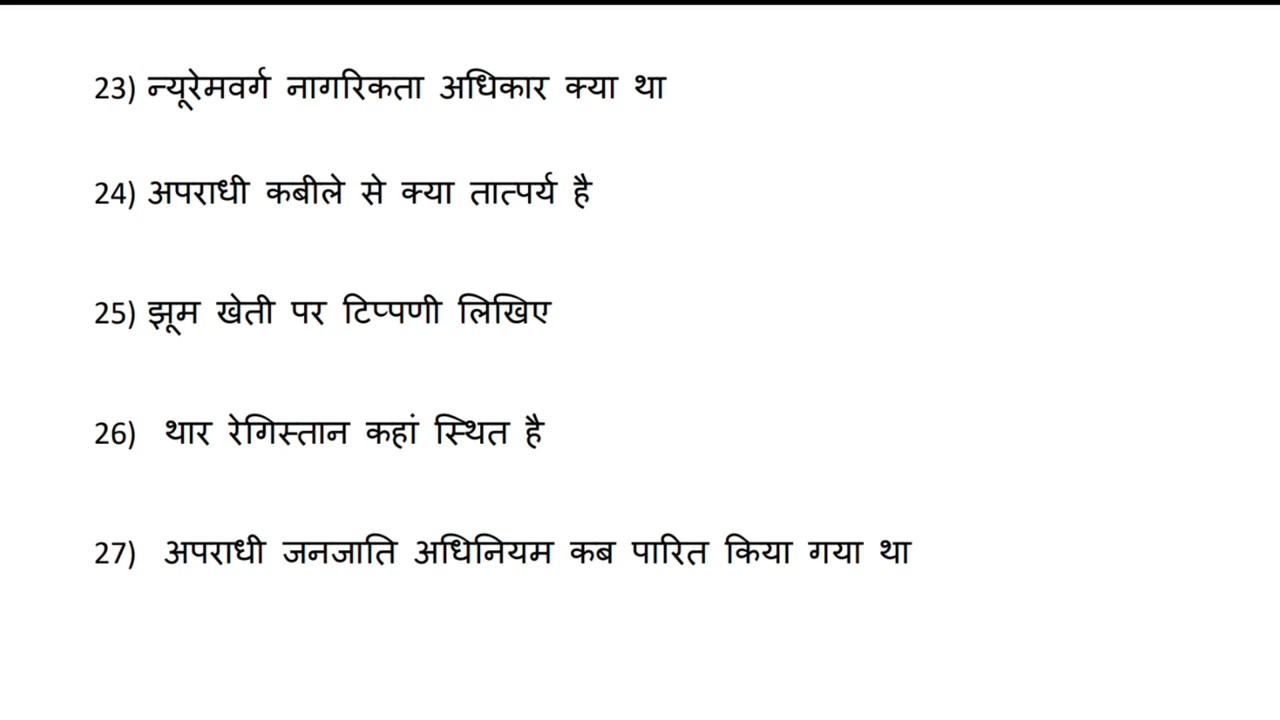 23) न्यूरेमवर्ग नागरिकता अधिकार क्या था
24) अपराधी कबीले से क्या तात्पर्य है
25) झूम खेती पर टिप्पणी लिखिए
26) थार रेगिस्तान कहां स्थित है
27) अपराधी जनजाति अधिनियम कब पारित किया गया था